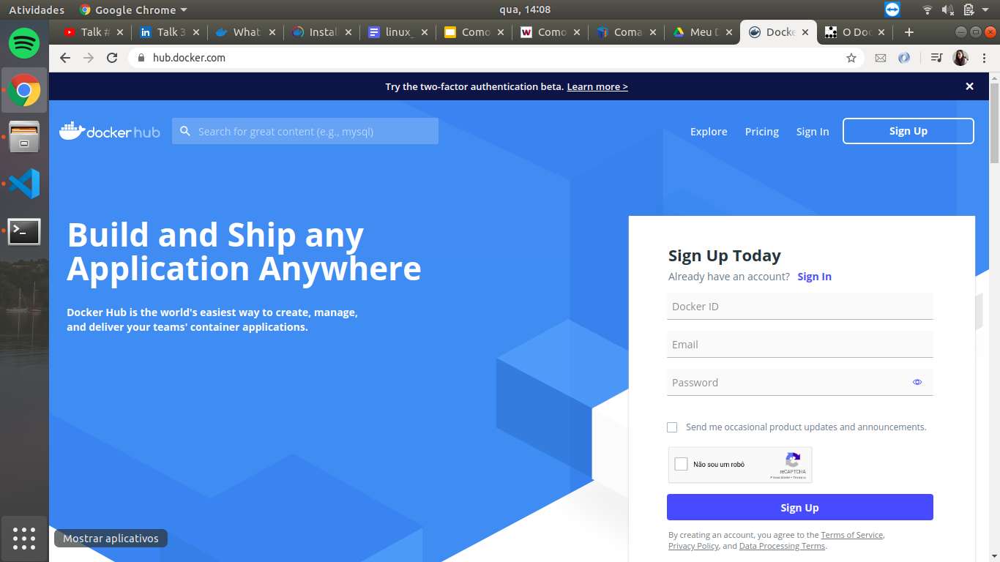 Atividades
Google Chrome
qua, 14:08
Talk #
Talk 3
What
Instal
linux_
Como
Como
Coma
Meu D
Docke
O Doc
hub.docker.com
Try the two-factor authentication beta. Learn more >
docker hub
Search for great content (e.g., mysql)
Explore
Pricing
Sign In
Sign Up
Build and Ship any
Application Anywhere
Docker Hub is the world's easiest way to create, manage,
and deliver your teams' container applications.
Sign Up Today
Already have an account? Sign In
Docker ID
Email
Password
Send me occasional product updates and announcements.
Não sou um robô
reCAPTCHA
Privacidade - Termos
Sign Up
By creating an account, you agree to the Terms of Service,
Privacy Policy, and Data Processing Terms.
Mostrar aplicativos